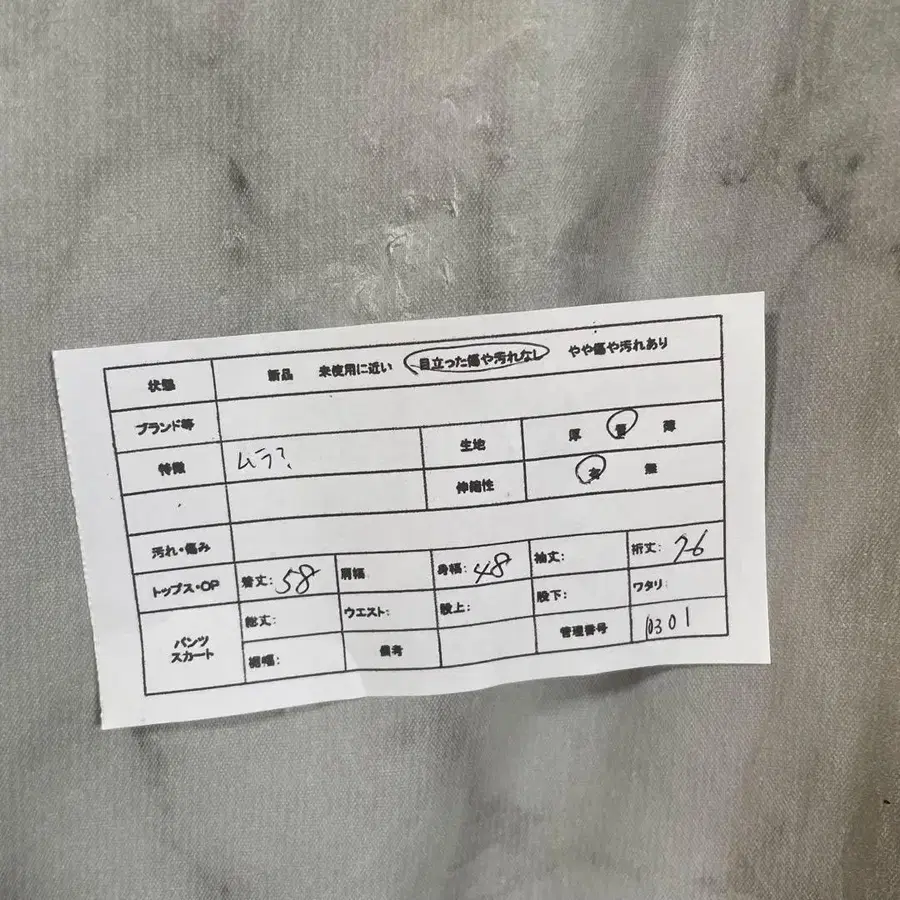 状態 新品 未使用に近い 目立った傷や汚れなし やや傷や汚れあり
ブランド等
特徴 ムラ? 生地 厚 普 薄
伸縮性 有 無
汚れ・傷み
トップス・OP 着丈: 58 肩幅 身幅: 48 袖丈: 裄丈: 76
パンツ スカート 総丈: ウエスト: 股上: 股下: ワタリ:
裾幅: 備考 管理番号 0301